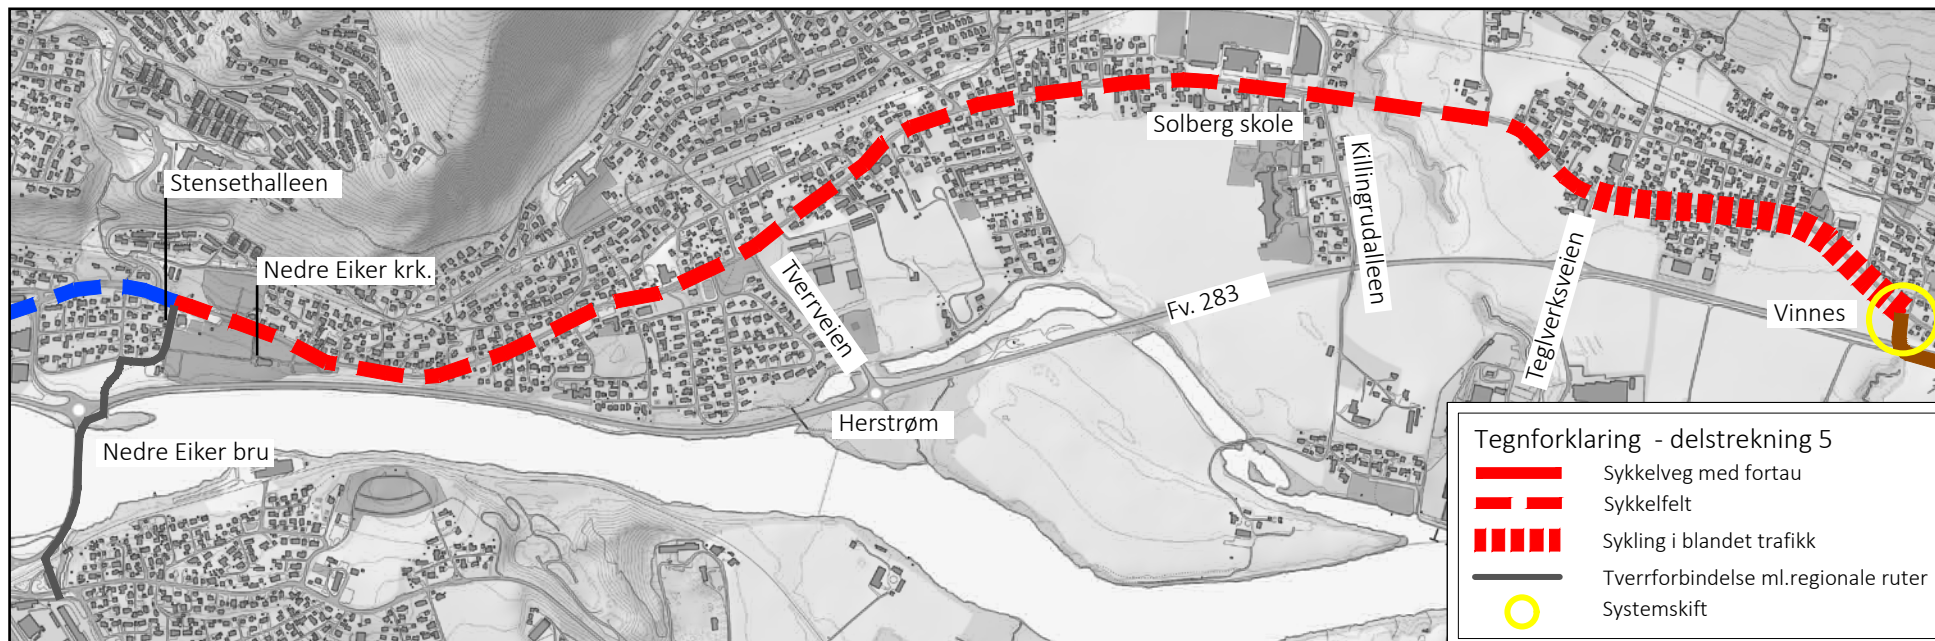 Solberg skole
Stensethalleen
Killingrudalleen
Nedre Eiker krk.
Tverrveien
Fv. 283
Teglverksveien
Vinnes
Herstrøm
Nedre Eiker bru
Tegnforklaring - delstrekning 5
Sykkelveg med fortau
Sykkelfelt
Sykling i blandet trafikk
Tverrforbindelse ml.regionale ruter
Systemskift